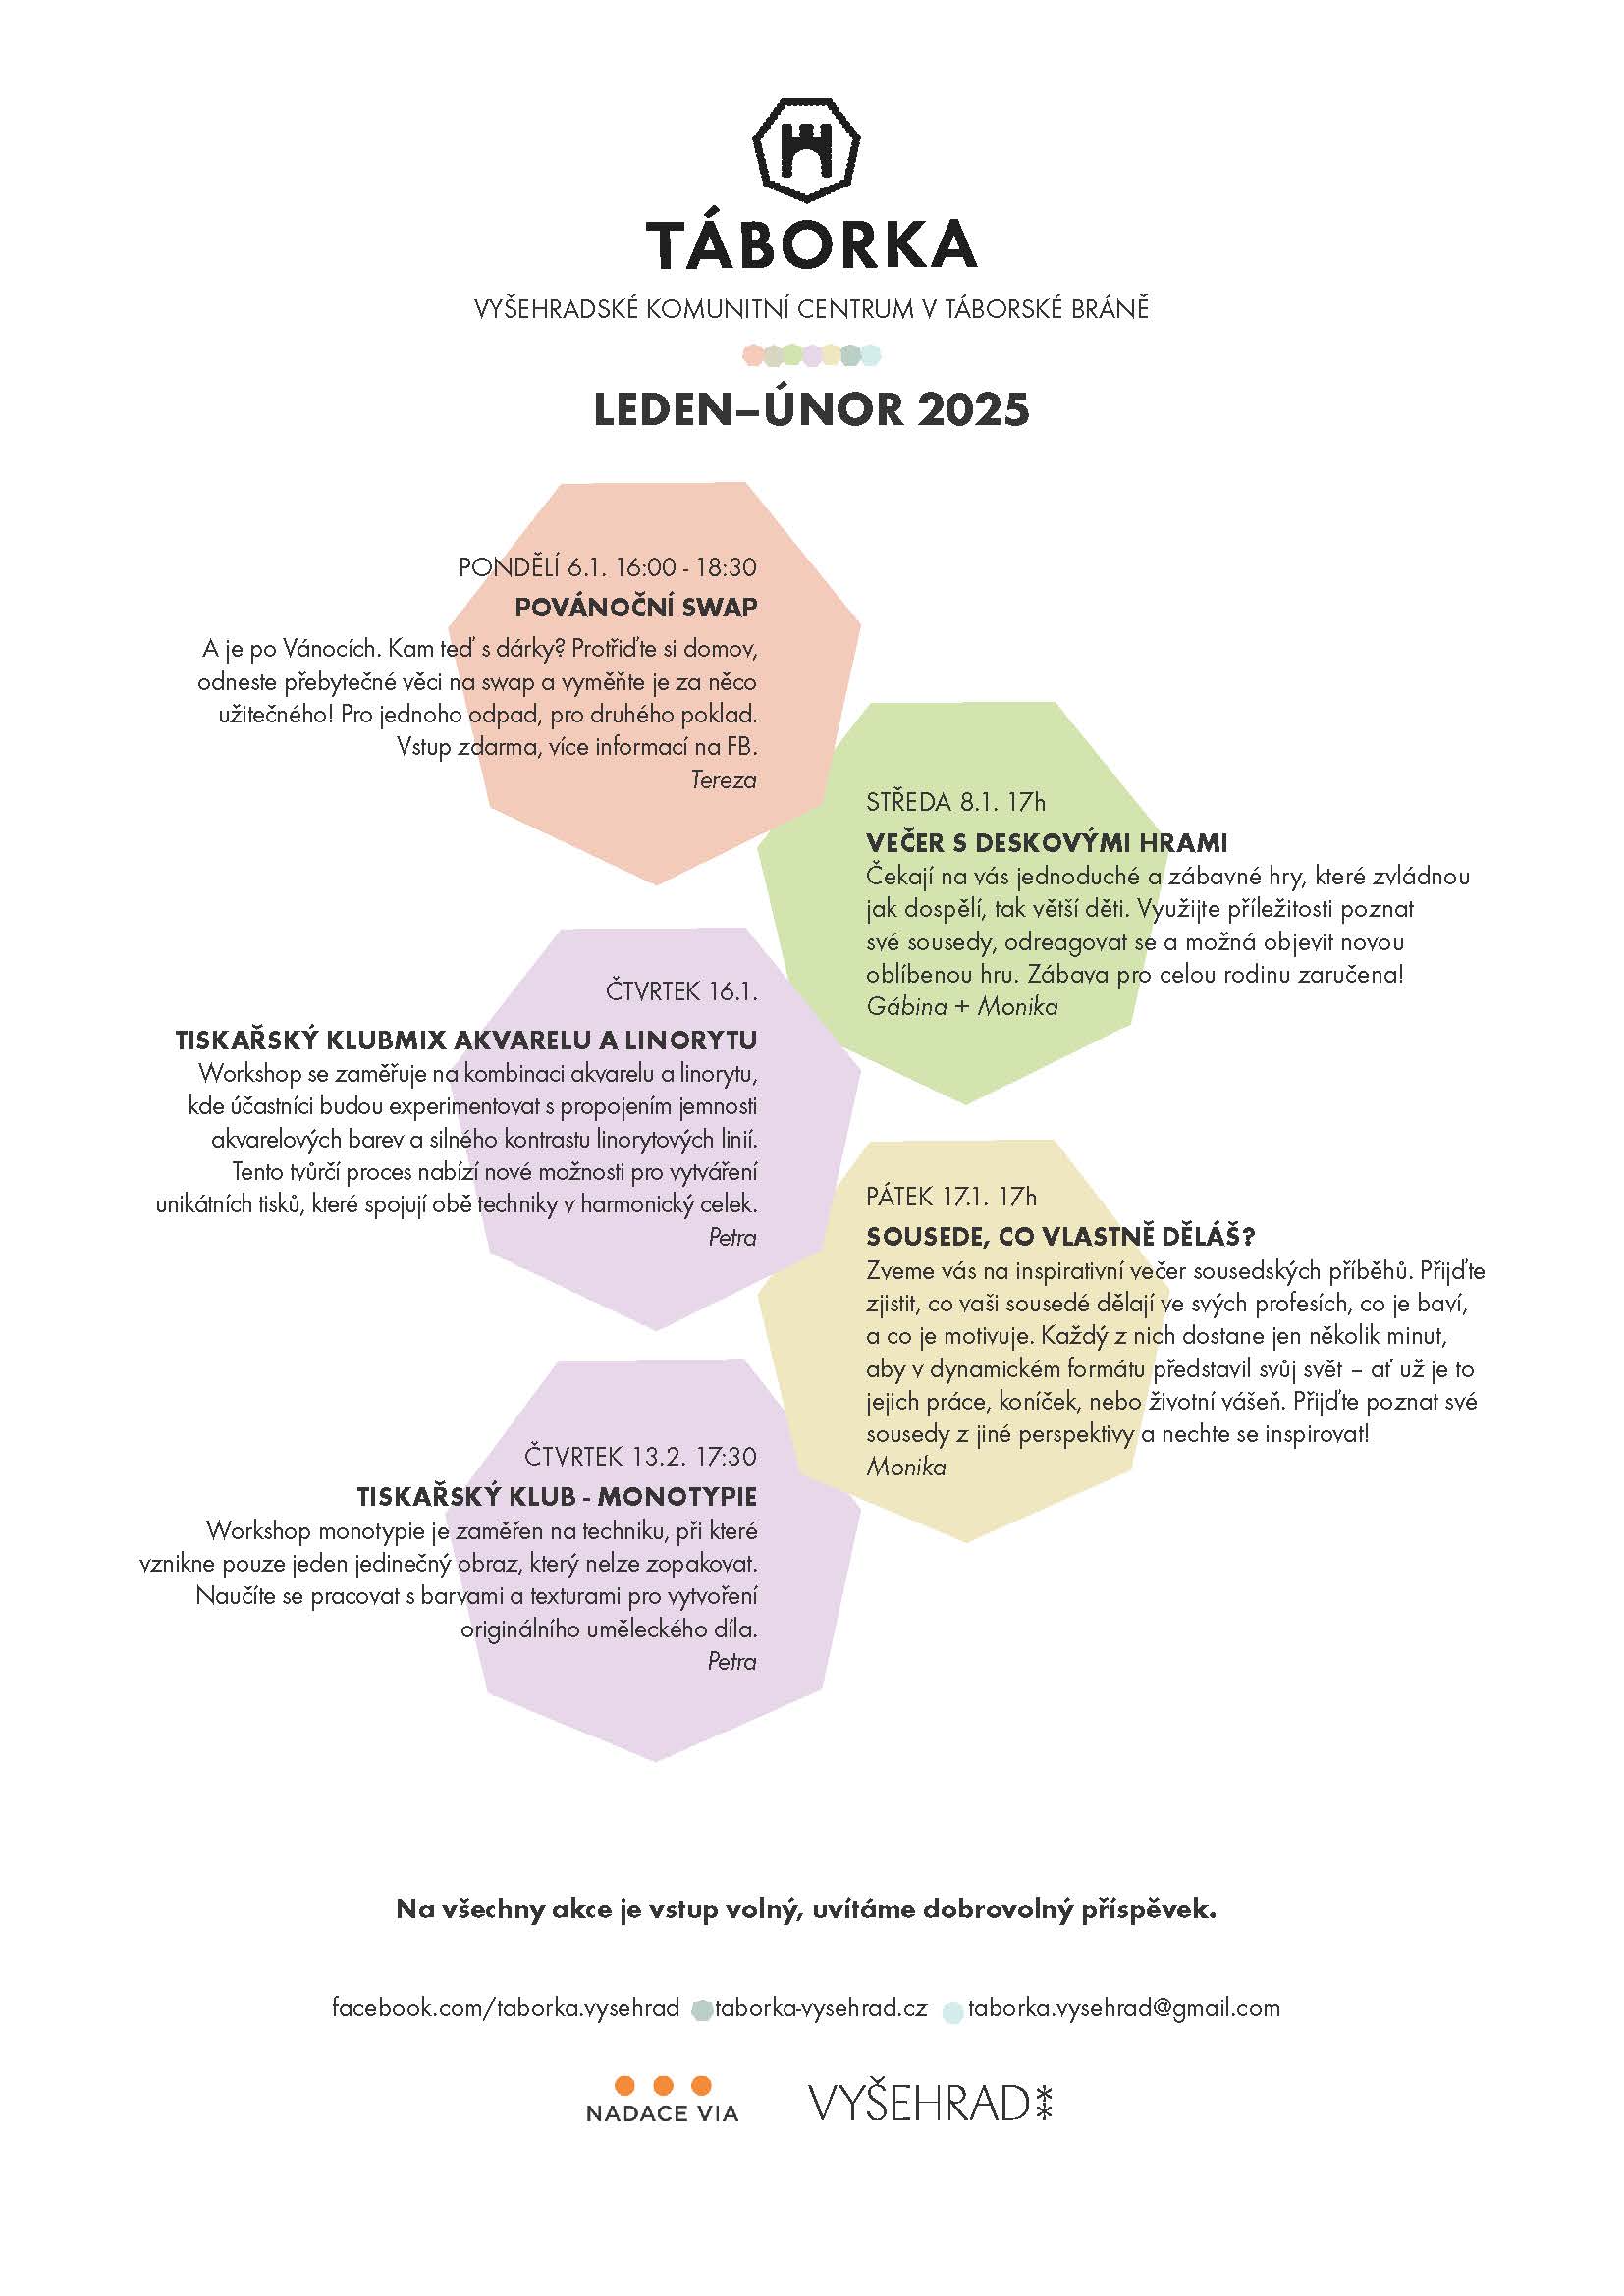 TÁBORKA
VYŠEHRADSKÉ KOMUNITNÍ CENTRUM V TÁBORSKÉ BRÁNĚ
LEDEN–ÚNOR 2025
PONDĚLÍ 6.1. 16:00 - 18:30
POVÁNOČNÍ SWAP
A je po Vánocích. Kam teď s dárky? Protřiďte si domov,
odneste přebytečné věci na swap a vyměňte je za něco
užitečného! Pro jednoho odpad, pro druhého poklad.
Vstup zdarma, více informací na FB.
Tereza
STŘEDA 8.1. 17h
VEČER S DESKOVÝMI HRAMI
Čekají na vás jednoduché a zábavné hry, které zvládnou
jak dospělí, tak větší děti. Využijte příležitosti poznat
své sousedy, odreagovat se a možná objevit novou
oblíbenou hru. Zábava pro celou rodinu zaručena!
Gábina + Monika
ČTVRTEK 16.1.
TISKAŘSKÝ KLUBMIX AKVARELU A LINORYTU
Workshop se zaměřuje na kombinaci akvarelu a linorytu,
kde účastníci budou experimentovat s propojením jemnosti
akvarelových barev a silného kontrastu linorytových linií.
Tento tvůrčí proces nabízí nové možnosti pro vytváření
unikátních tisků, které spojují obě techniky v harmonický celek.
Petra
PÁTEK 17.1. 17h
SOUSEDE, CO VLASTNĚ DĚLÁŠ?
Zveme vás na inspirativní večer sousedských příběhů. Přijďte
zjistit, co vaši sousedé dělají ve svých profesích, co je baví,
a co je motivuje. Každý z nich dostane jen několik minut,
aby v dynamickém formátu představil svůj svět – ať už je to
jejich práce, koníček, nebo životní vášeň. Přijďte poznat své
sousedy z jiné perspektivy a nechte se inspirovat!
Monika
ČTVRTEK 13.2. 17:30
TISKAŘSKÝ KLUB - MONOTYPIE
Workshop monotypie je zaměřen na techniku, při které
vznikne pouze jeden jedinečný obraz, který nelze zopakovat.
Naučíte se pracovat s barvami a texturami pro vytvoření
originálního uměleckého díla.
Petra
Na všechny akce je vstup volný, uvítáme dobrovolný příspěvek.
facebook.com/taborka.vysehrad taborka-vysehrad.cz taborka.vysehrad@gmail.com
NADACE VIA
VYŠEHRAD